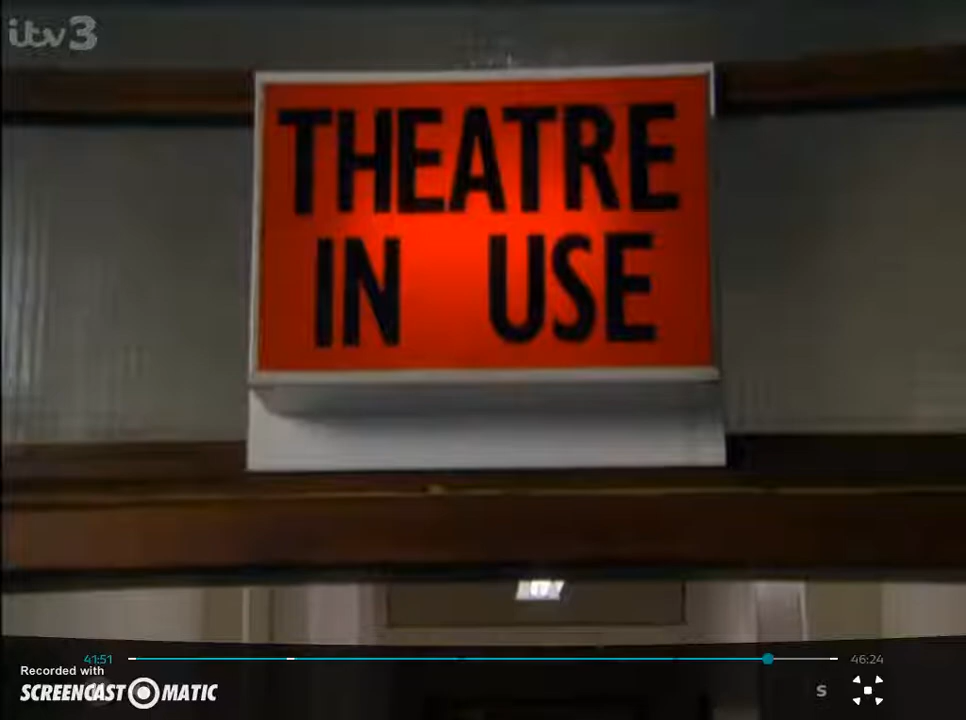 itv3
THEATRE
IN USE
41:51
46:24
Recorded with
SCREENCAST MATIC
S